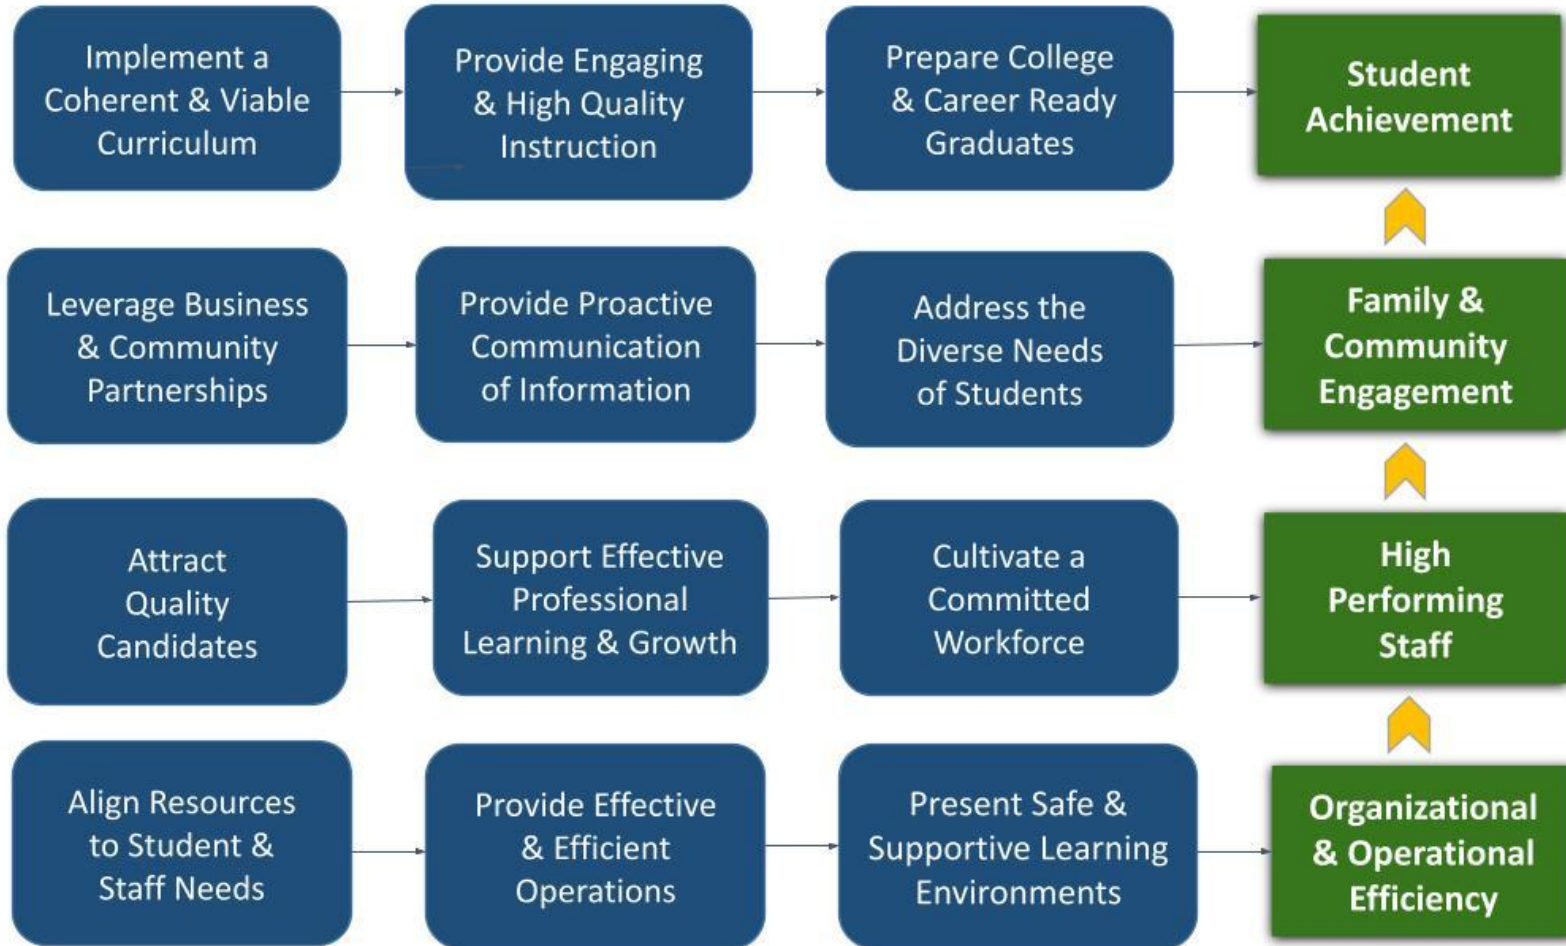 Implement a
Coherent & Viable
Curriculum
Provide Engaging
& High Quality
Instruction
Prepare College
& Career Ready
Graduates
Student
Achievement
Leverage Business
& Community
Partnerships
Provide Proactive
Communication
of Information
Address the
Diverse Needs
of Students
Family &
Community
Engagement
Attract
Quality
Candidates
Support Effective
Professional
Learning & Growth
Cultivate a
Committed
Workforce
High
Performing
Staff
Align Resources
to Student &
Staff Needs
Provide Effective
& Efficient
Operations
Present Safe &
Supportive Learning
Environments
Organizational
& Operational
Efficiency